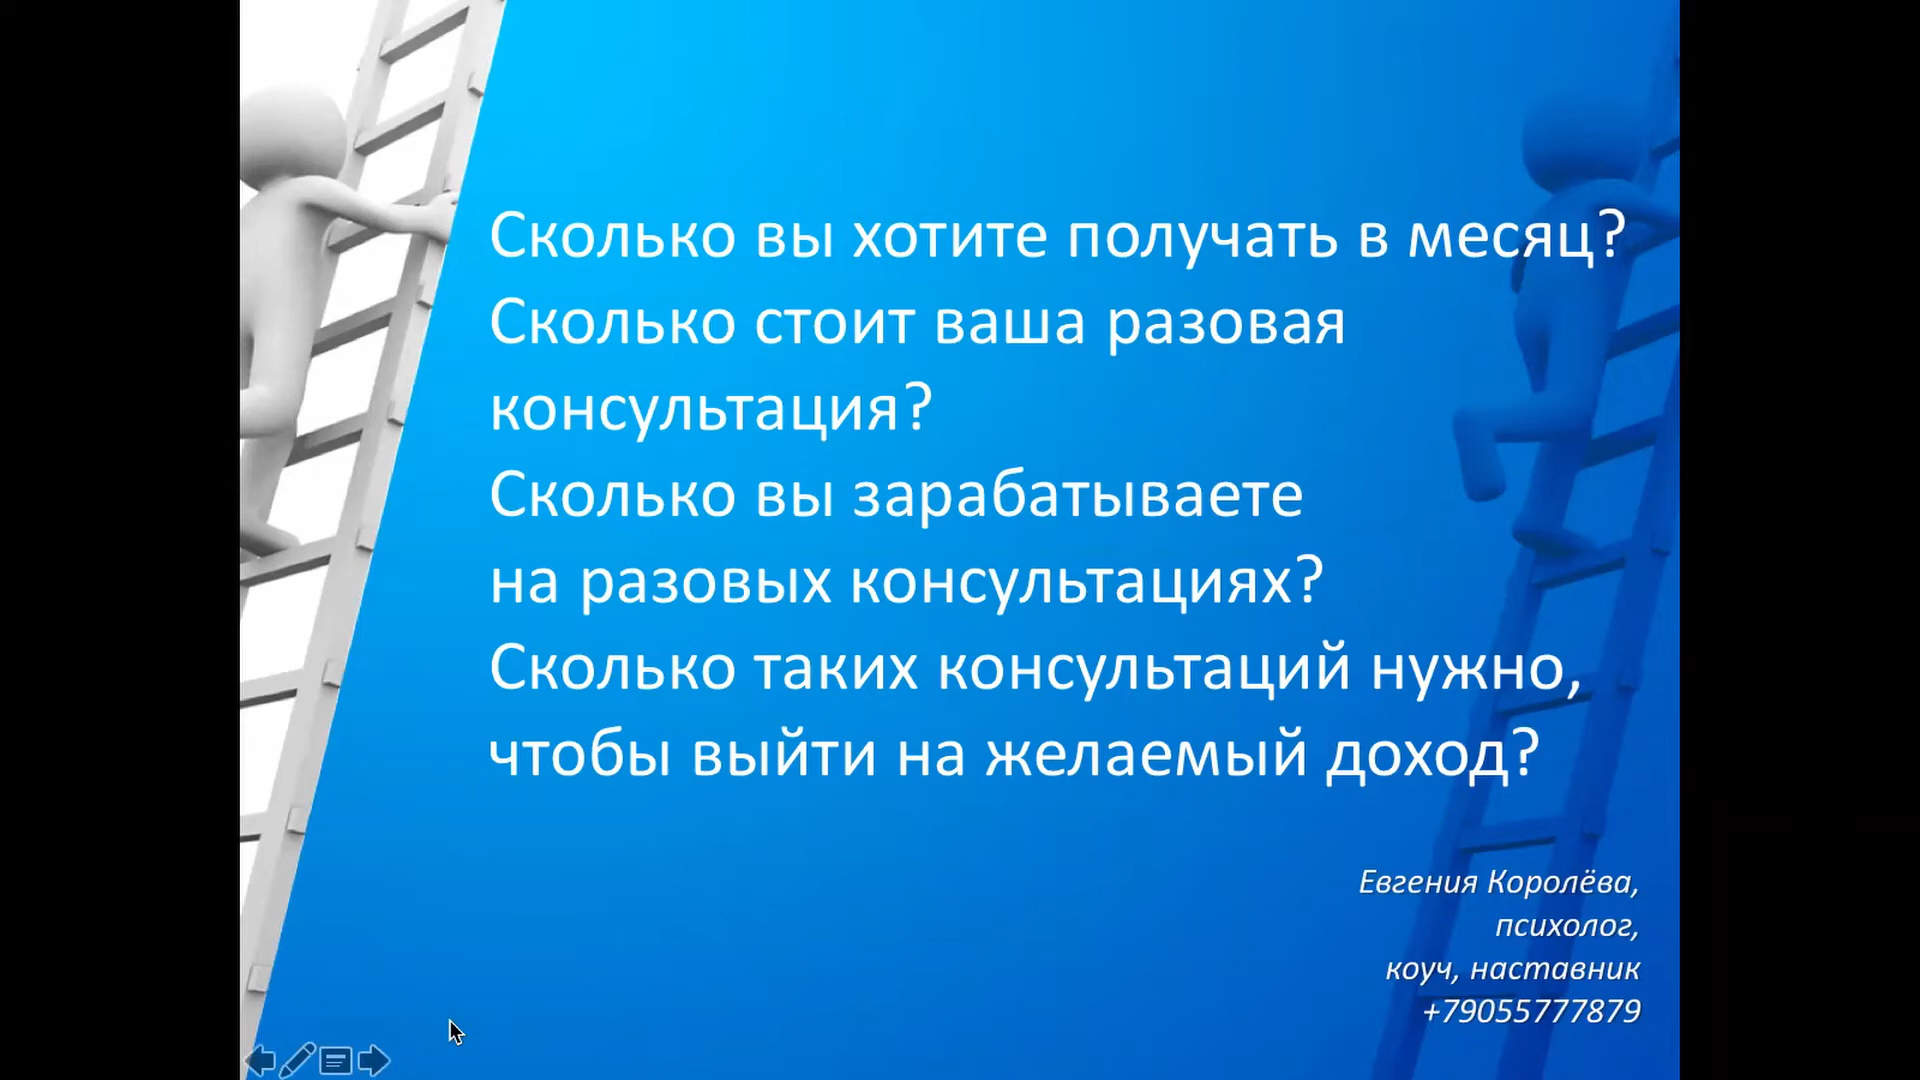 Сколько вы хотите получать в месяц?
Сколько стоит ваша разовая
консультация?
Сколько вы зарабатываете
на разовых консультациях?
Сколько таких консультаций нужно,
чтобы выйти на желаемый доход?
Евгения Королёва,
психолог,
коуч, наставник
+79055777879